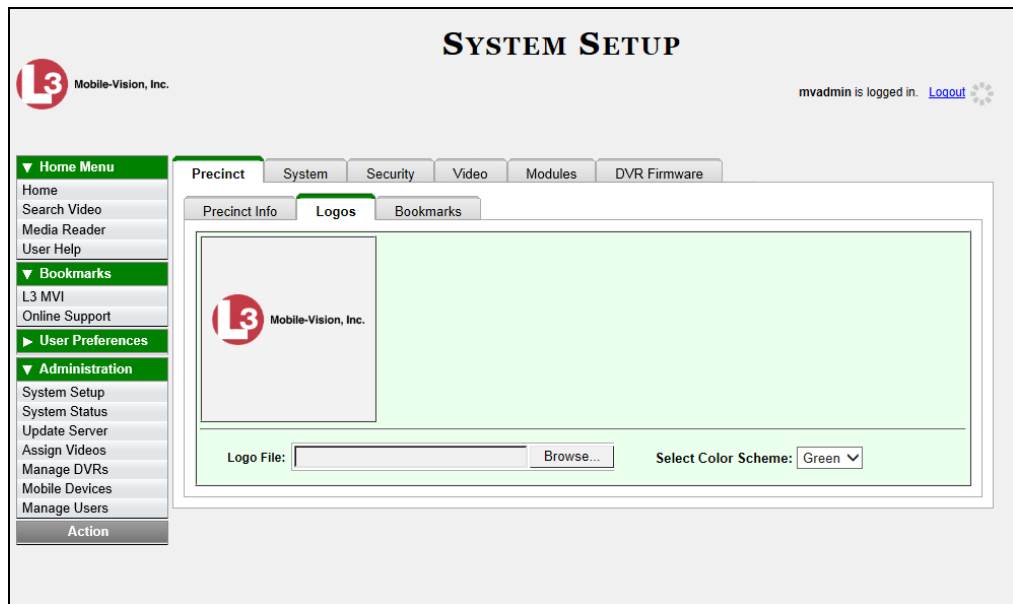 SYSTEM SETUP
L3 Mobile-Vision, Inc.
mvadmin is logged in. Logout
▼ Home Menu
Home
Search Video
Media Reader
User Help
▼ Bookmarks
L3 MVI
Online Support
▶ User Preferences
▼ Administration
System Setup
System Status
Update Server
Assign Videos
Manage DVRs
Mobile Devices
Manage Users
Action
Precinct System Security Video Modules DVR Firmware
Precinct Info Logos Bookmarks
L3 Mobile-Vision, Inc.
Logo File: Browse... Select Color Scheme: Green